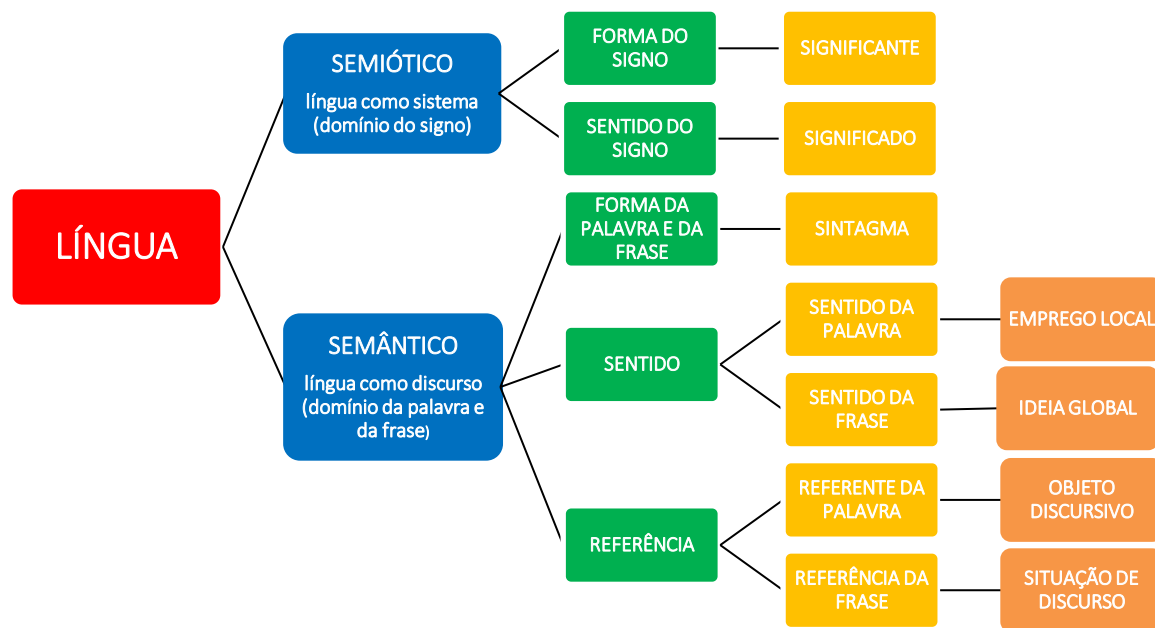 LÍNGUA
SEMIÓTICO
língua como sistema
(domínio do signo)
FORMA DO
SIGNO
SIGNIFICANTE
SENTIDO DO
SIGNO
SIGNIFICADO
SEMÂNTICO
língua como discurso
(domínio da palavra e
da frase)
FORMA DA
PALAVRA E DA
FRASE
SINTAGMA
SENTIDO
SENTIDO DA
PALAVRA
EMPREGO LOCAL
SENTIDO DA
FRASE
IDEIA GLOBAL
REFERÊNCIA
REFERENTE DA
PALAVRA
OBJETO
DISCURSIVO
REFERÊNCIA DA
FRASE
SITUAÇÃO DE
DISCURSO